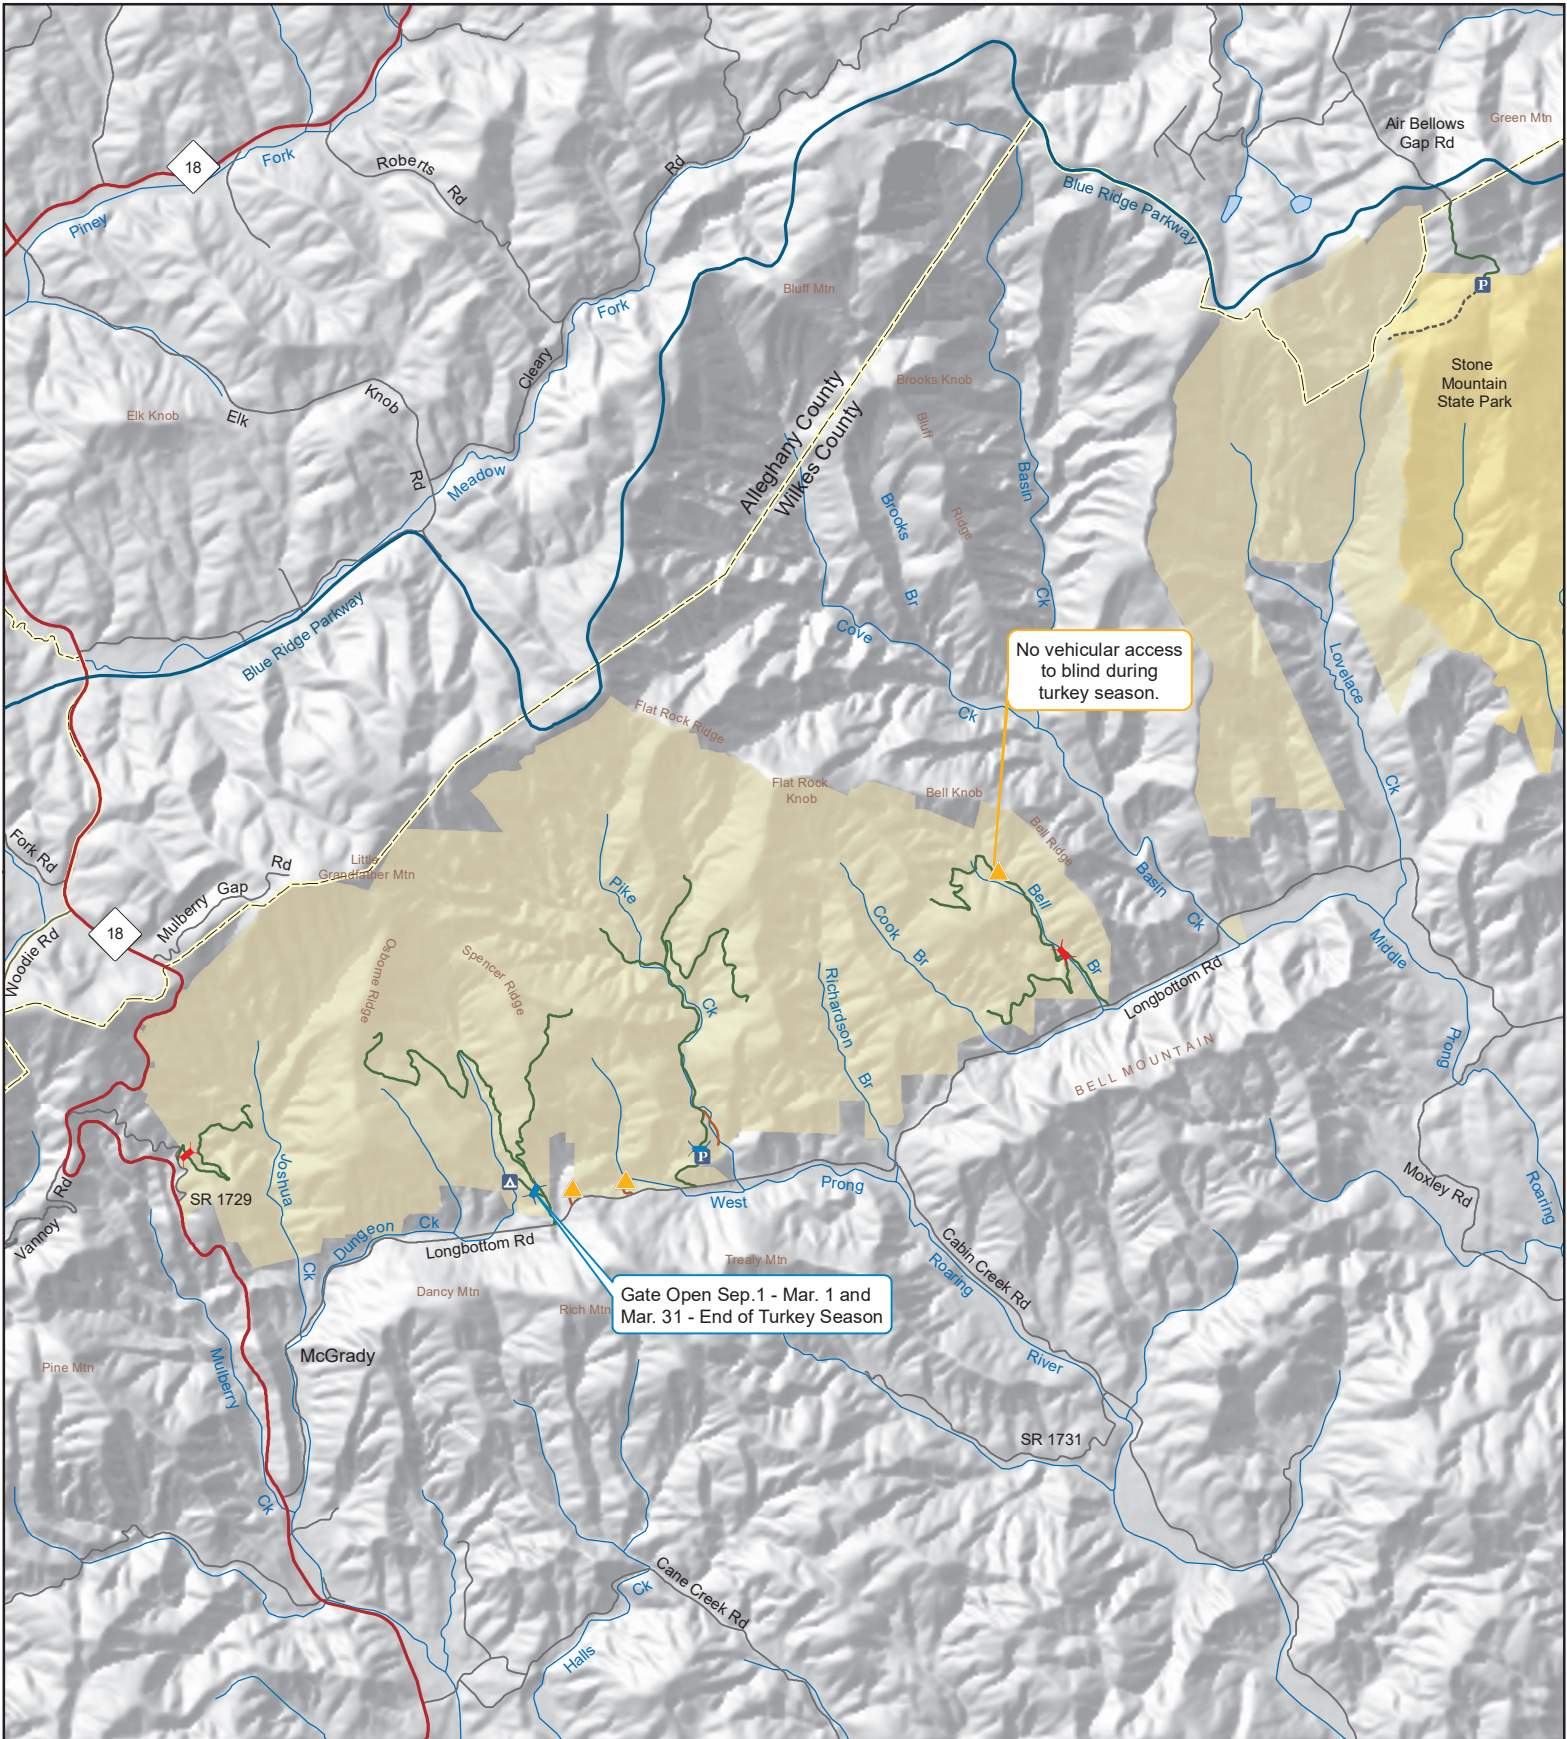 Air Bellows
Gap Rd
Green Mtn
18
Fork
Piney
Roberts
Rd
Rd
Blue Ridge Parkway
P
Bluff Mtn
Fork
Cleary
Stone
Mountain
State Park
Brooks Knob
Knob
Elk Knob
Elk
Alleghany County
Wilkes County
Bluff
Rd
Meadow
Basin
Brooks
Ridge
Br
Ck
Cove
Blue Ridge Parkway
No vehicular access
to blind during
turkey season.
Lovelace
Flat Rock Ridge
Ck
Ck
Flat Rock
Knob
Bell Knob
Bell Ridge
Fork Rd
Little
Grandfather Mtn
Rd
Gap
Mulberry
Pike
Bell
Basin
Ck
Cook
Br
Br
18
Woodie Rd
Osborne Ridge
Spencer Ridge
Ck
Richardson
Br
Longbottom Rd
Middle
Prong
BELL MOUNTAIN
P
Joshua
SR 1729
Rd
Vannoy
West
Prong
Moxley Rd
Roaring
Dungeon
Ck
Longbottom Rd
Ck
Trealy Mtn
Cabin Creek Rd
Roaring
Dancy Mtn
Rich Mtn
Gate Open Sep.1 - Mar. 1 and
Mar. 31 - End of Turkey Season
McGrady
Pine Mtn
Mulberry
River
SR 1731
Ck
Cane Creek Rd
Ck
Halls